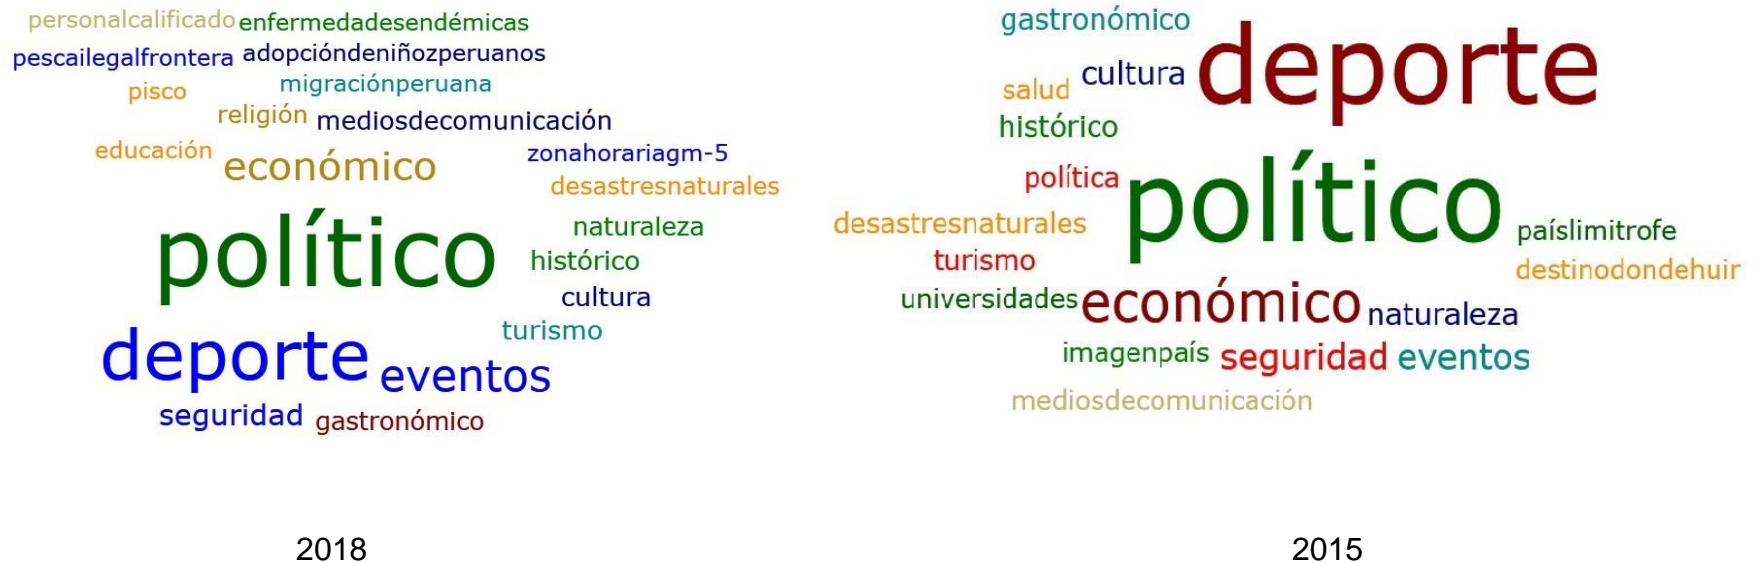 personalcalificado enfermedadesendémicas
pescailegalfrontera adopcióndeniñozperuanos
pisco migraciónperuana
religión mediosdecomunicación
educación económico zonahorariagm-5
desastresnaturales
político naturaleza
histórico
cultura
turismo
deporte eventos
seguridad gastronómico
2018
gastronómico
deporte
salud cultura
histórico
política
político
desastresnaturales paíslimitrofe
turismo destinodondehuir
universidades económico naturaleza
imagenpaís seguridad eventos
mediosdecomunicación
2015